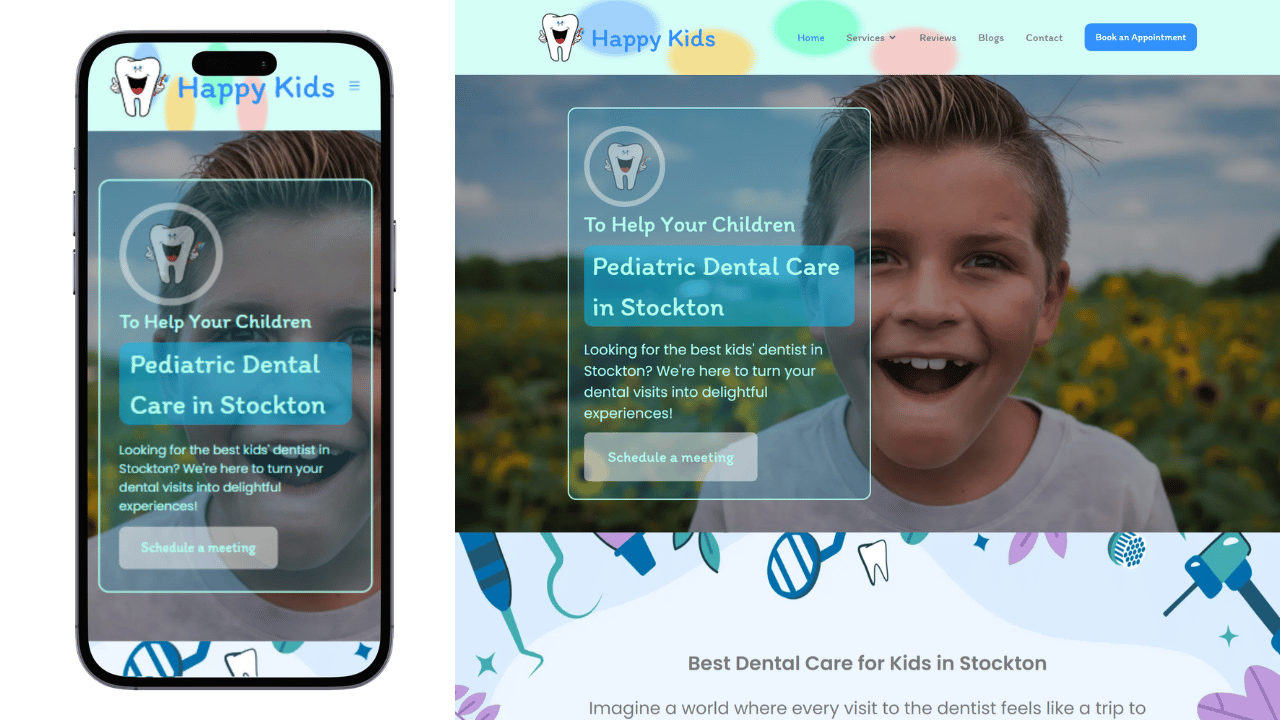 Happy Kids
To Help Your Children
Pediatric Dental
Care in Stockton
Looking for the best kids' dentist in
Stockton? We're here to turn your
dental visits into delightful
experiences!
Schedule a meeting
Happy Kids
Home Services Reviews Blogs Contact Book an Appointment
To Help Your Children
Pediatric Dental Care
in Stockton
Looking for the best kids' dentist in
Stockton? We're here to turn your
dental visits into delightful
experiences!
Schedule a meeting
Best Dental Care for Kids in Stockton
Imagine a world where every visit to the dentist feels like a trip to